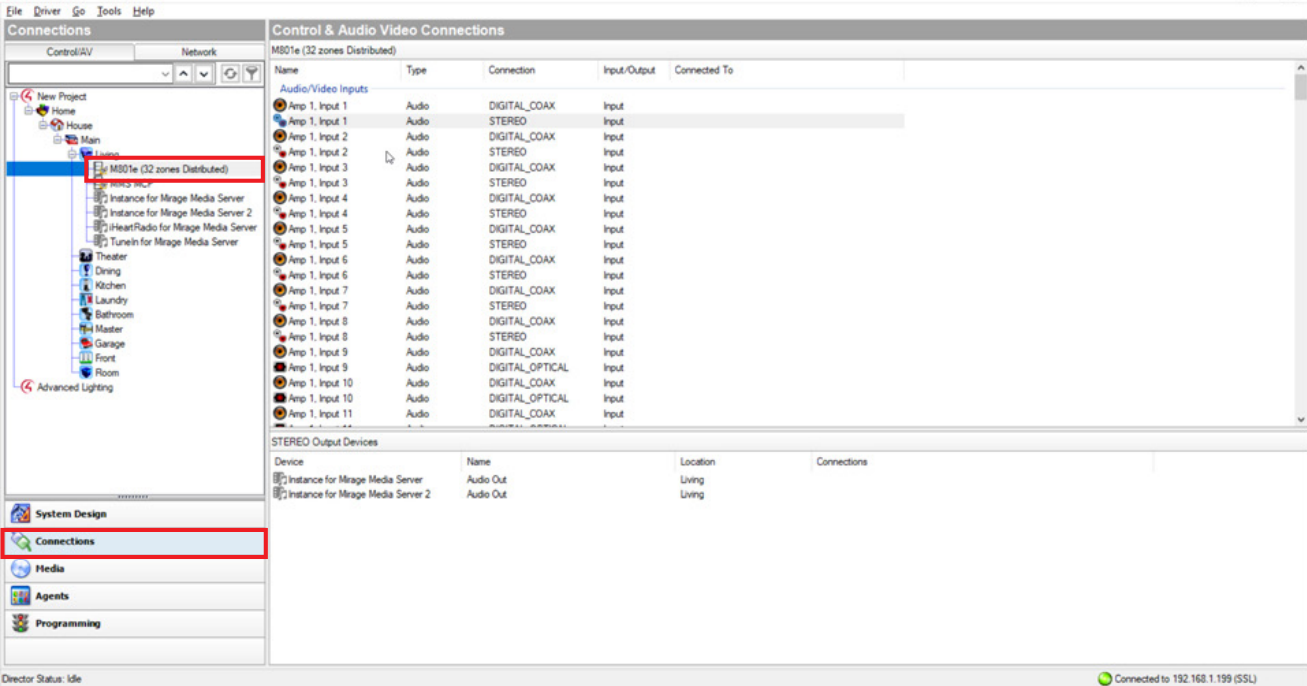 File Driver Go Tools Help
Connections
Control/AV Network
New Project
Home
House
Main
Living
M801e (32 zones Distributed)
MMS MCP
Instance for Mirage Media Server
Instance for Mirage Media Server 2
iHeartRadio for Mirage Media Server
TuneIn for Mirage Media Server
Theater
Dining
Kitchen
Laundry
Bathroom
Master
Garage
Front
Room
Advanced Lighting
System Design
Connections
Media
Agents
Programming
Control & Audio Video Connections
M801e (32 zones Distributed)
Name Type Connection Input/Output Connected To
Audio/Video Inputs
Amp 1, Input 1 Audio DIGITAL_COAX Input
Amp 1, Input 1 Audio STEREO Input
Amp 1, Input 2 Audio DIGITAL_COAX Input
Amp 1, Input 2 Audio STEREO Input
Amp 1, Input 3 Audio DIGITAL_COAX Input
Amp 1, Input 3 Audio STEREO Input
Amp 1, Input 4 Audio DIGITAL_COAX Input
Amp 1, Input 4 Audio STEREO Input
Amp 1, Input 5 Audio DIGITAL_COAX Input
Amp 1, Input 5 Audio STEREO Input
Amp 1, Input 6 Audio DIGITAL_COAX Input
Amp 1, Input 6 Audio STEREO Input
Amp 1, Input 7 Audio DIGITAL_COAX Input
Amp 1, Input 7 Audio STEREO Input
Amp 1, Input 8 Audio DIGITAL_COAX Input
Amp 1, Input 8 Audio STEREO Input
Amp 1, Input 9 Audio DIGITAL_COAX Input
Amp 1, Input 9 Audio DIGITAL_OPTICAL Input
Amp 1, Input 10 Audio DIGITAL_COAX Input
Amp 1, Input 10 Audio DIGITAL_OPTICAL Input
Amp 1, Input 11 Audio DIGITAL_COAX Input
STEREO Output Devices
Device Name Location Connections
Instance for Mirage Media Server Audio Out Living
Instance for Mirage Media Server 2 Audio Out Living
Director Status: Idle
Connected to 192.168.1.199 (SSL)